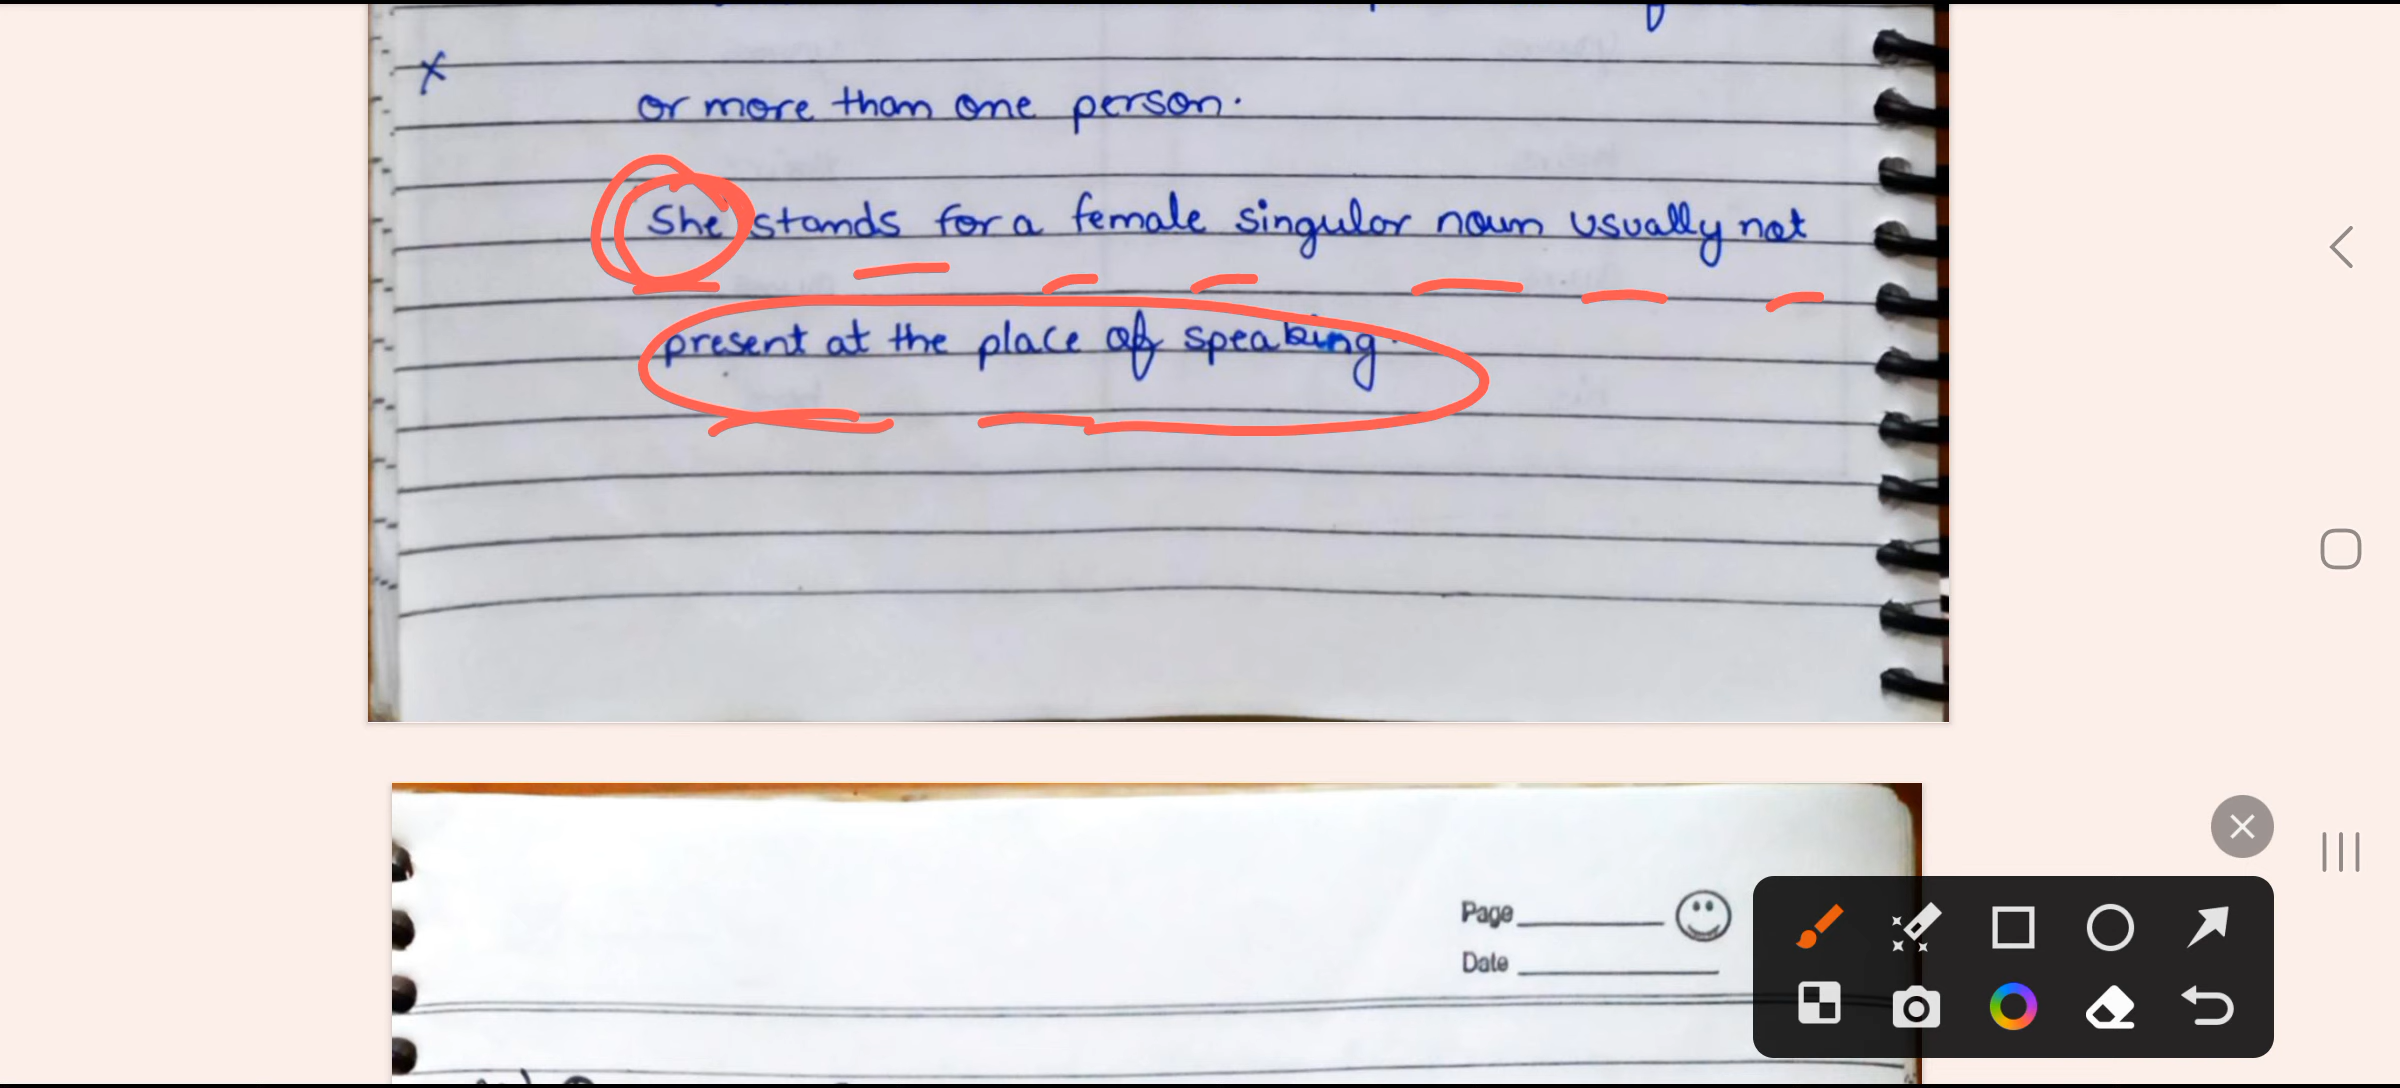 or more than one person.
She stands for a female singular noun usually not
present at the place of speaking.
Page
Date